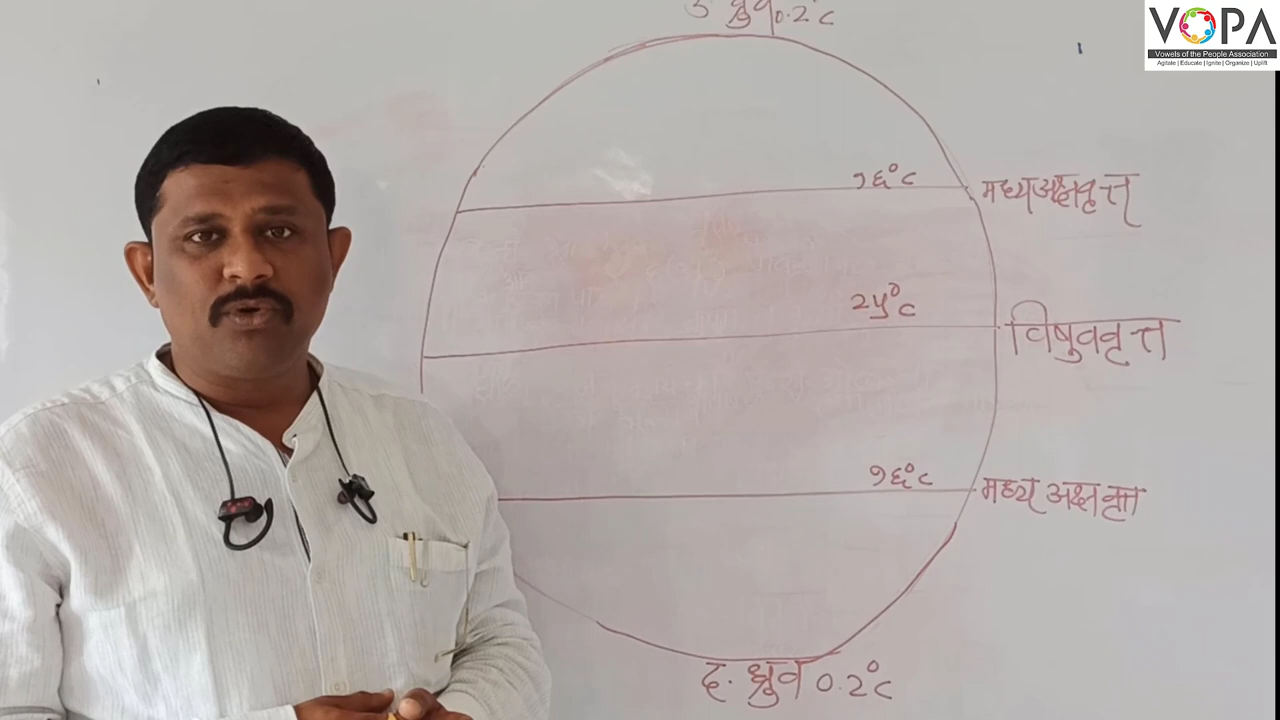 VOPA
Vowels of the People Association
Agitate | Educate | Ignite | Organize | Uplift
उ. ध्रुव 0.2°C
१६°C मध्य अक्षवृत्त
२५°C विषुववृत्त
१६°C मध्य अक्षवृत्त
द. ध्रुव 0.2°C